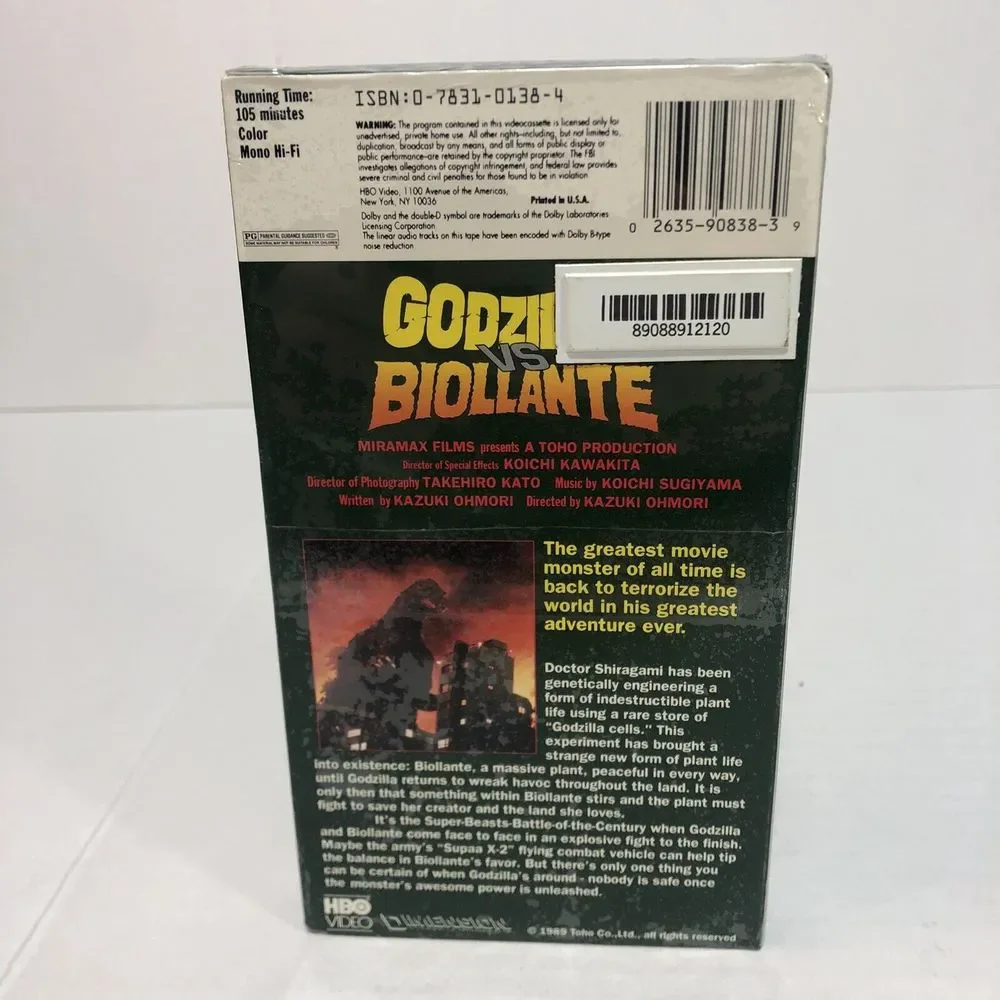 Running Time:
105 minutes
Color
Mono Hi-Fi
ISBN:0-7831-0138-4
WARNING: The program contained in this videocassette is licensed only for
unadvertised, private home use. All other rights-including, but not limited to,
duplication, broadcast by any means, and all forms of public display or
public performance-are retained by the copyright proprietor. The FBI
investigates allegations of copyright infringement, and federal law provides
severe criminal and civil penalties for those found to be in violation.
HBO Video, 1100 Avenue of the Americas,
New York, NY 10036
Printed in U.S.A.
Dolby and the double-D symbol are trademarks of the Dolby Laboratories
Licensing Corporation.
The linear audio tracks on this tape have been encoded with Dolby B-type
noise reduction
PG PARENTAL GUIDANCE SUGGESTED
SOME MATERIAL MAY NOT BE SUITABLE FOR CHILDREN
0 2635-90838-3 9
89088912120
GODZI
VS
BIOLLANTE
MIRAMAX FILMS presents A TOHO PRODUCTION
Director of Special Effects KOICHI KAWAKITA
Director of Photography TAKEHIRO KATO Music by KOICHI SUGIYAMA
Written by KAZUKI OHMORI Directed by KAZUKI OHMORI
The greatest movie
monster of all time is
back to terrorize the
world in his greatest
adventure ever.
Doctor Shiragami has been
genetically engineering a
form of indestructible plant
life using a rare store of
"Godzilla cells." This
experiment has brought a
strange new form of plant life
into existence: Biollante, a massive plant, peaceful in every way,
until Godzilla returns to wreak havoc throughout the land. It is
only then that something within Biollante stirs and the plant must
fight to save her creator and the land she loves.
It's the Super-Beasts-Battle-of-the-Century when Godzilla
and Biollante come face to face in an explosive fight to the finish.
Maybe the army's "Supaa X-2" flying combat vehicle can help tip
the balance in Biollante's favor. But there's only one thing you
can be certain of when Godzilla's around - nobody is safe once
the monster's awesome power is unleashed.
HBO
VIDEO
DIMENSION
© 1989 Toho Co.,Ltd., all rights reserved